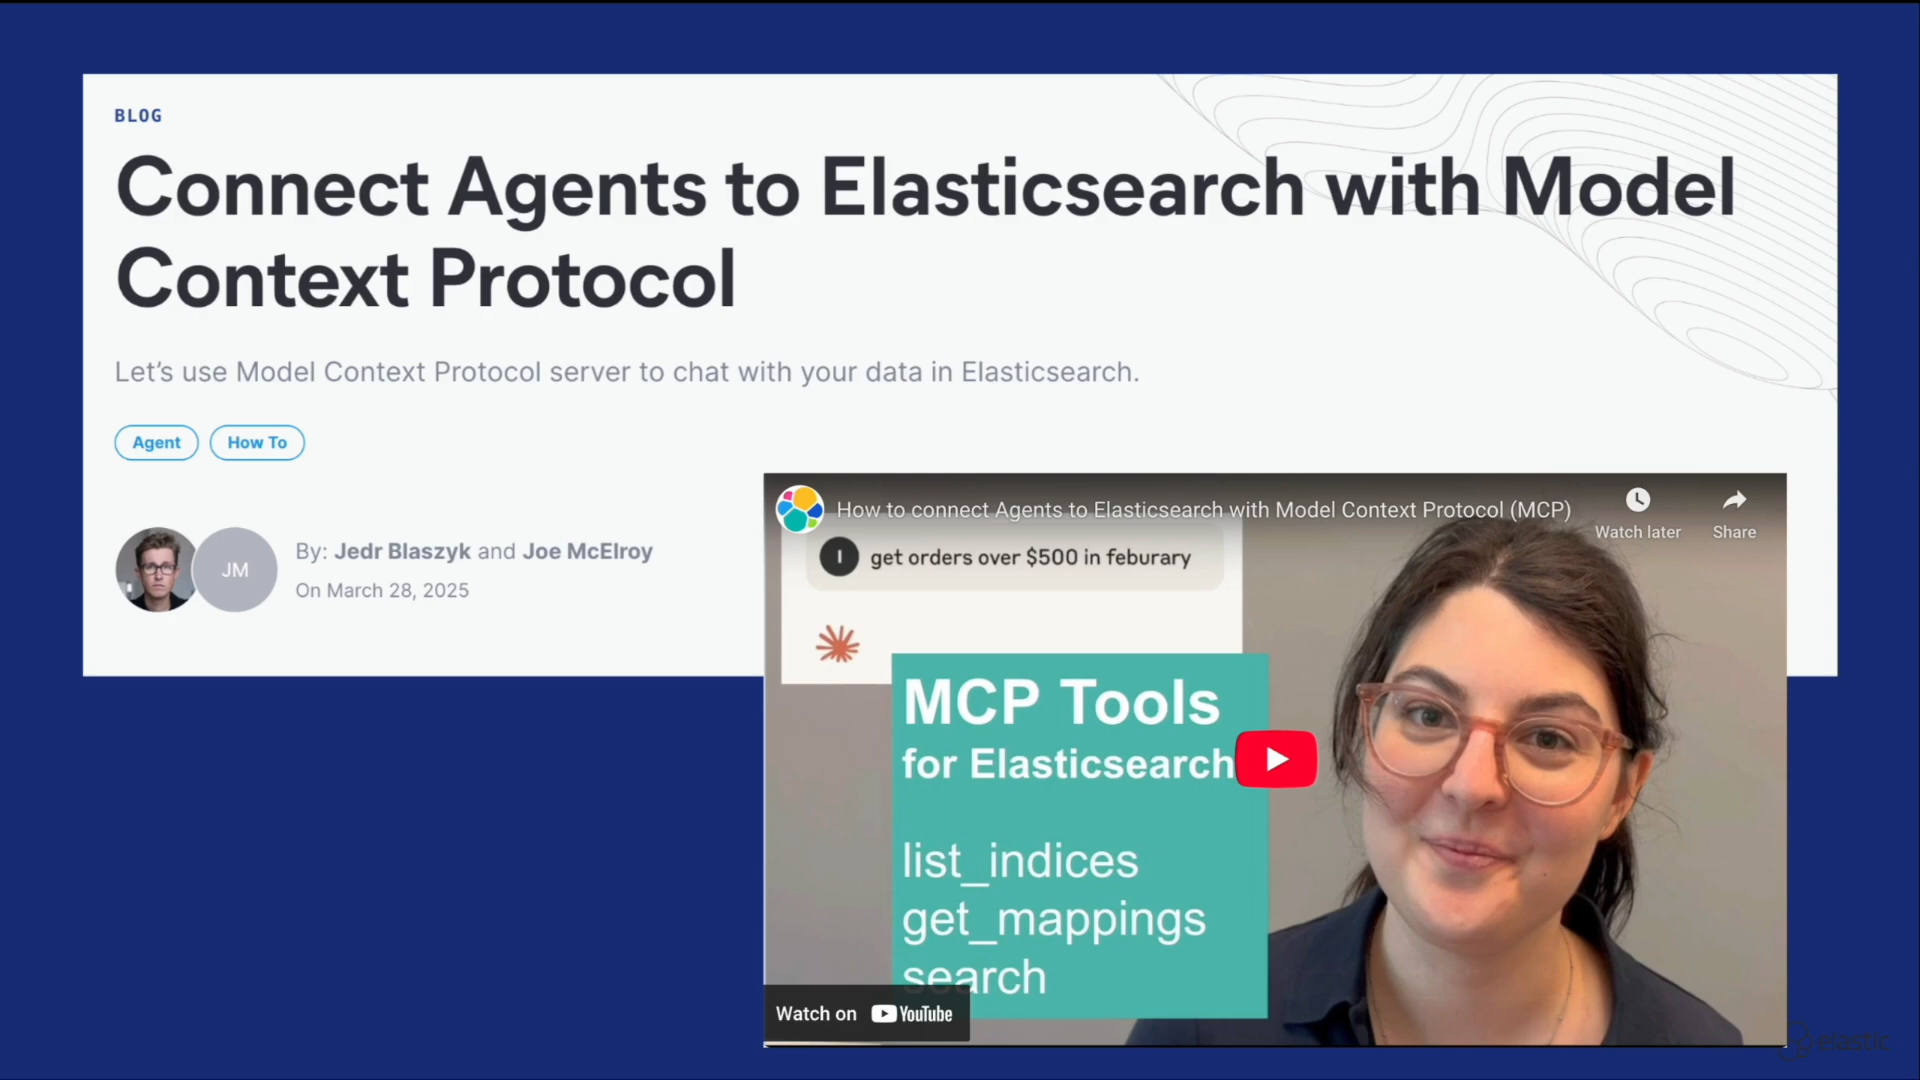 BLOG
Connect Agents to Elasticsearch with Model
Context Protocol
Let’s use Model Context Protocol server to chat with your data in Elasticsearch.
Agent
How To
JM
By: Jedr Blaszyk and Joe McElroy
On March 28, 2025
How to connect Agents to Elasticsearch with Model Context Protocol (MCP)
Watch later
Share
I get orders over $500 in feburary
MCP Tools
for Elasticsearch
list_indices
get_mappings
search
Watch on YouTube
elastic